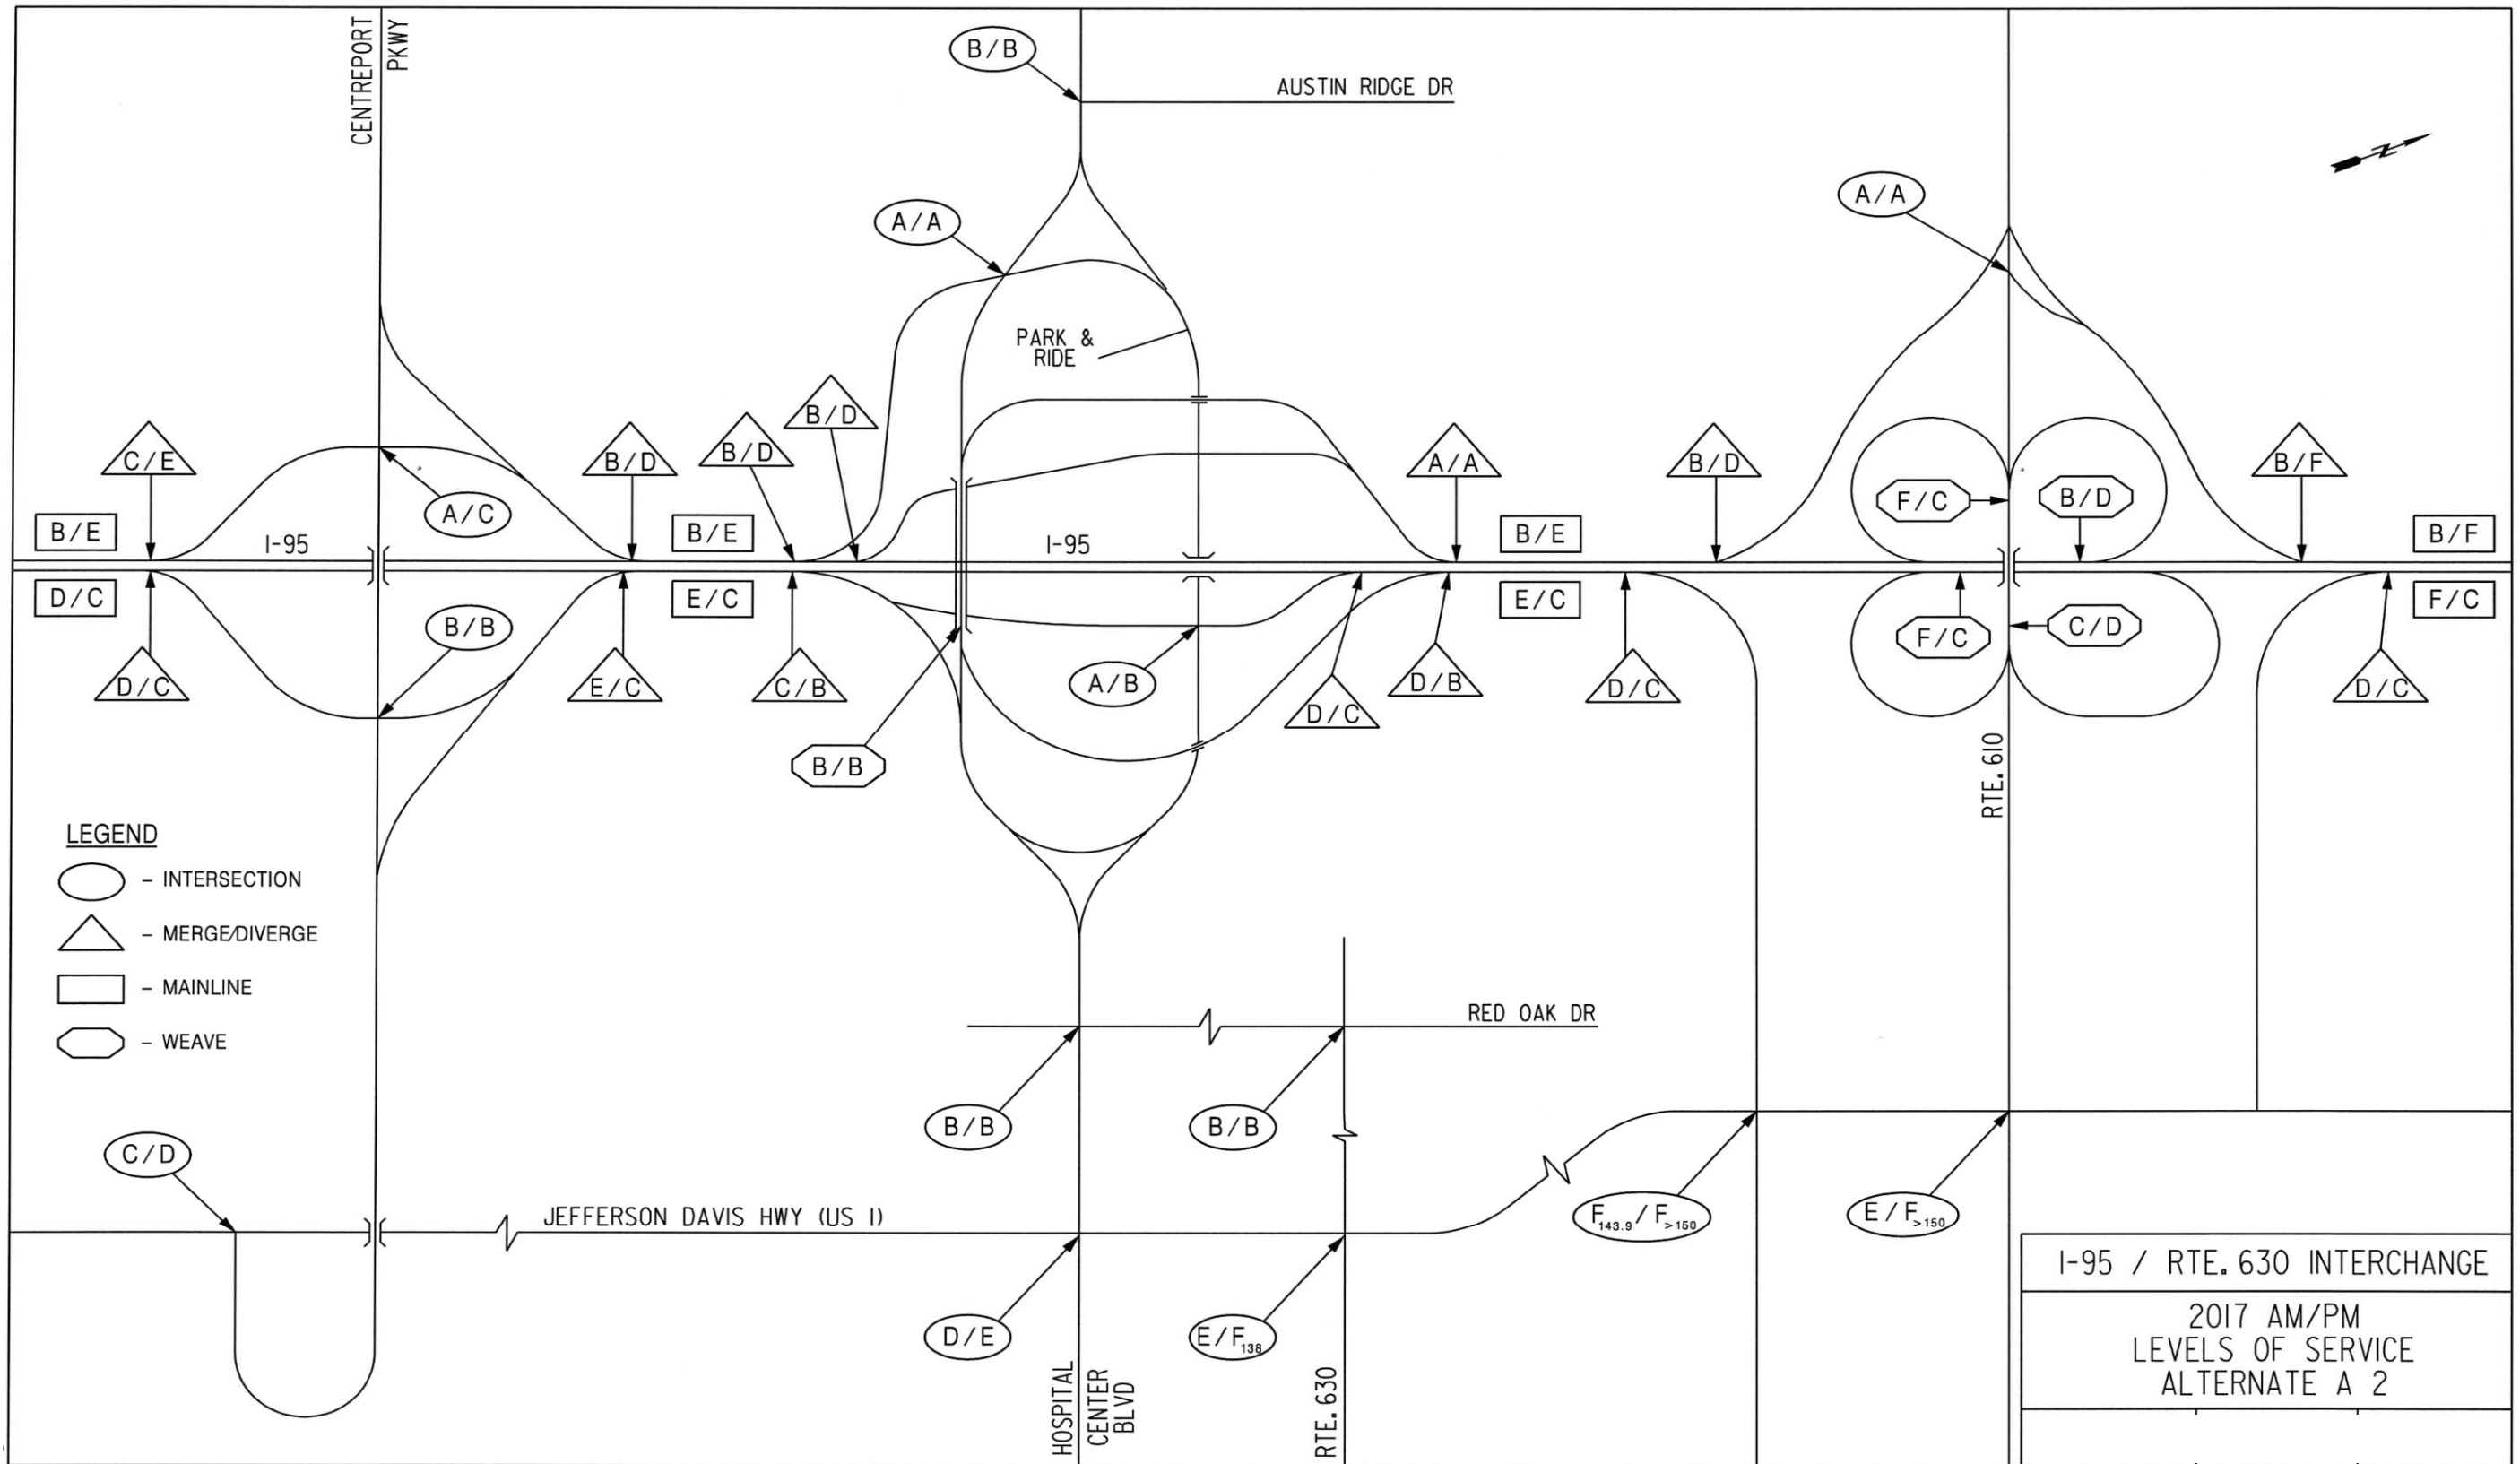 CENTREPORT
PKWY
B/B
AUSTIN RIDGE DR
N
A/A
A/A
PARK &
RIDE
C/E
B/D
B/D
B/D
A/A
B/D
B/F
A/C
F/C
B/D
B/E
I-95
B/E
I-95
B/E
B/F
D/C
E/C
E/C
F/C
B/B
F/C
C/D
D/C
E/C
C/B
A/B
D/C
D/B
D/C
D/C
B/B
RTE. 610
LEGEND
- INTERSECTION
- MERGE/DIVERGE
- MAINLINE
- WEAVE
RED OAK DR
B/B
B/B
C/D
JEFFERSON DAVIS HWY (US 1)
F143.9/F>150
E/F>150
D/E
E/F138
HOSPITAL
CENTER
BLVD
RTE. 630
I-95 / RTE. 630 INTERCHANGE
2017 AM/PM
LEVELS OF SERVICE
ALTERNATE A 2